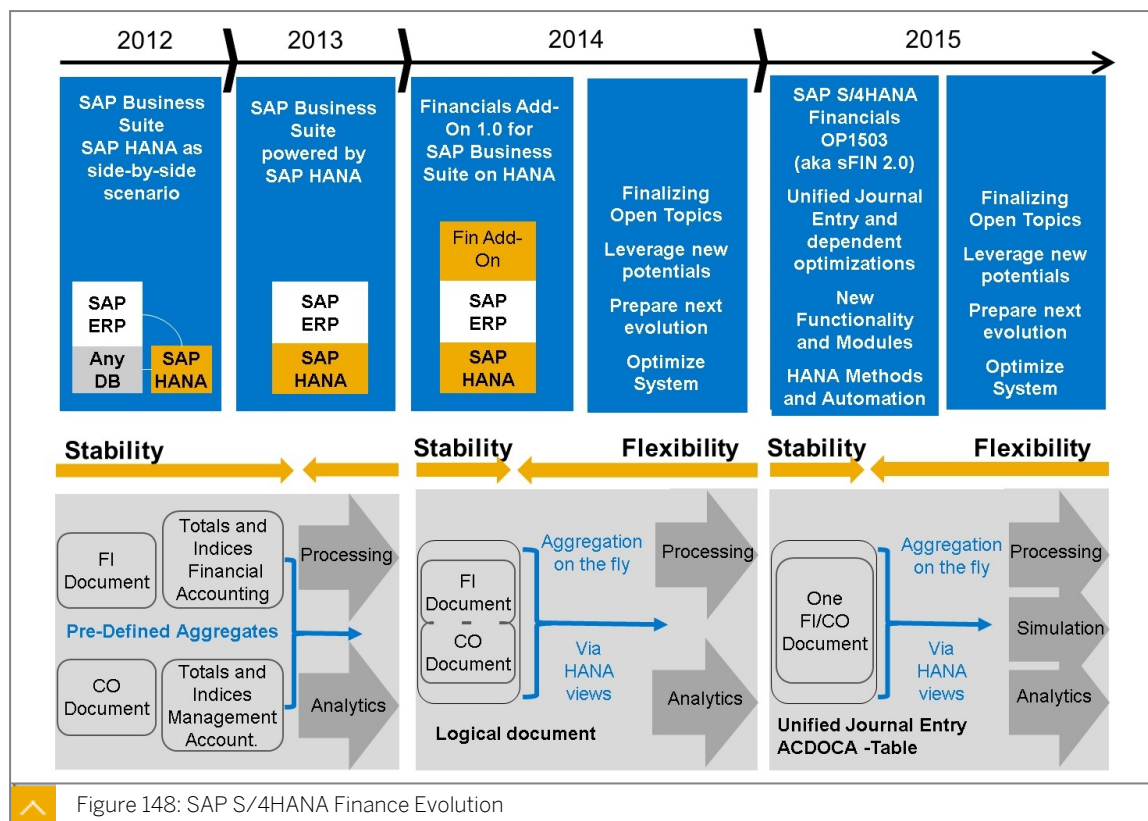 2012
2013
2014
2015
SAP Business
Suite
SAP HANA as
side-by-side
scenario
SAP
ERP
Any
DB
SAP
HANA
SAP Business
Suite
powered by
SAP HANA
SAP
ERP
SAP
HANA
Financials Add-
On 1.0 for
SAP Business
Suite on HANA
Fin Add-
On
SAP
ERP
SAP
HANA
Finalizing
Open Topics
Leverage new
potentials
Prepare next
evolution
Optimize
System
SAP S/4HANA
Financials
OP1503
(aka sFIN 2.0)
Unified Journal
Entry and
dependent
optimizations
New
Functionality
and Modules
HANA Methods
and Automation
Finalizing
Open Topics
Leverage new
potentials
Prepare next
evolution
Optimize
System
Stability
Stability
Flexibility
Stability
Flexibility
FI
Document
Totals and
Indices
Financial
Accounting
Pre-Defined Aggregates
CO
Document
Totals and
Indices
Management
Account.
Processing
Analytics
FI
Document
CO
Document
Logical document
Aggregation
on the fly
Via
HANA
views
Processing
Analytics
One
FI/CO
Document
Unified Journal Entry
ACDOCA -Table
Aggregation
on the fly
Via
HANA
views
Processing
Simulation
Analytics
Figure 148: SAP S/4HANA Finance Evolution